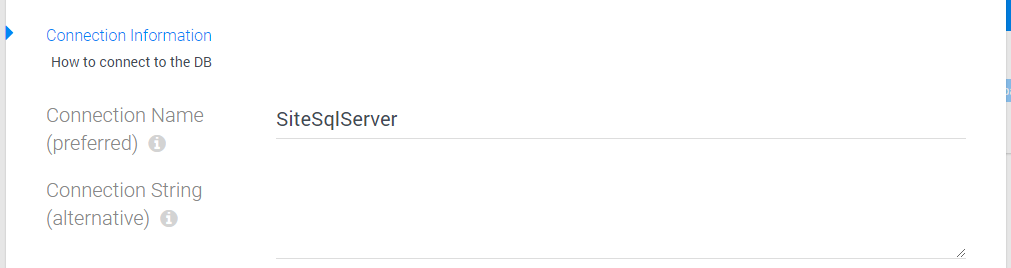 Connection Information
How to connect to the DB
Connection Name
(preferred)
SiteSqlServer
Connection String
(alternative)